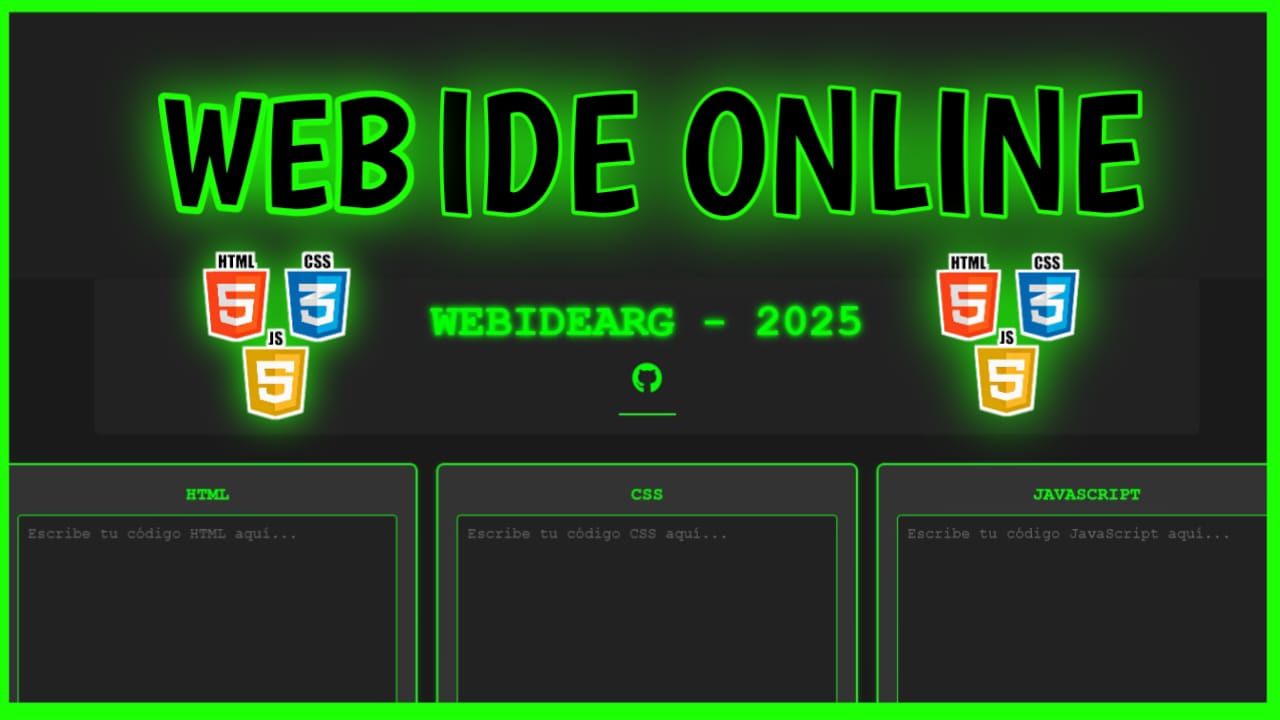 WEB IDE ONLINE
HTML CSS
JS
5 3
5
HTML CSS
JS
5 3
5
WEBIDEARG - 2025
HTML
CSS
JAVASCRIPT
Escribe tu código HTML aquí...
Escribe tu código CSS aquí...
Escribe tu código JavaScript aquí...